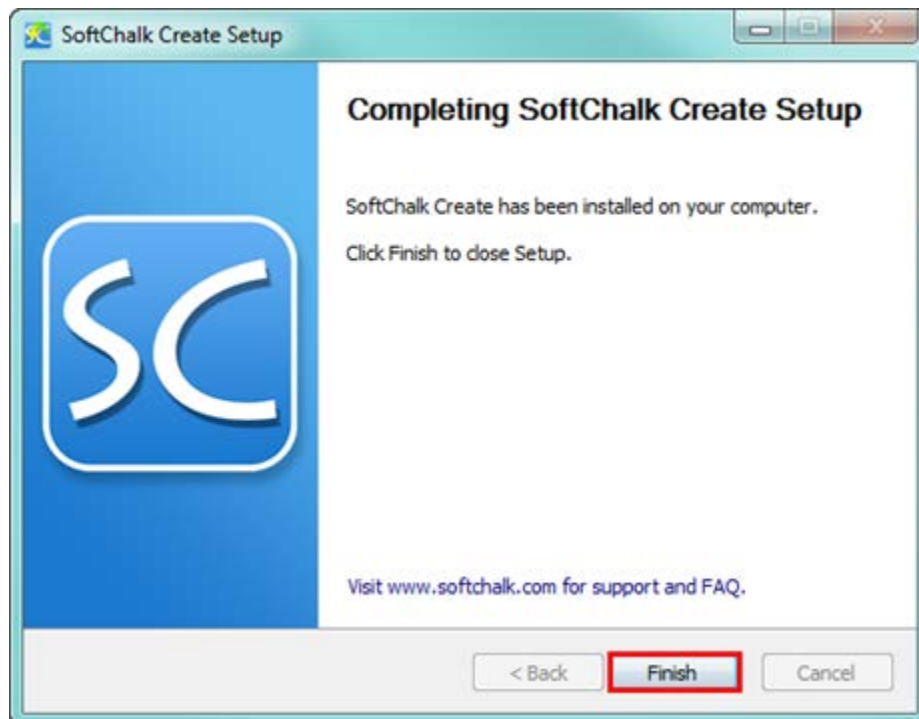 SoftChalk Create Setup
Completing SoftChalk Create Setup
SoftChalk Create has been installed on your computer.
Click Finish to close Setup.
SC
Visit www.softchalk.com for support and FAQ.
< Back Finish Cancel